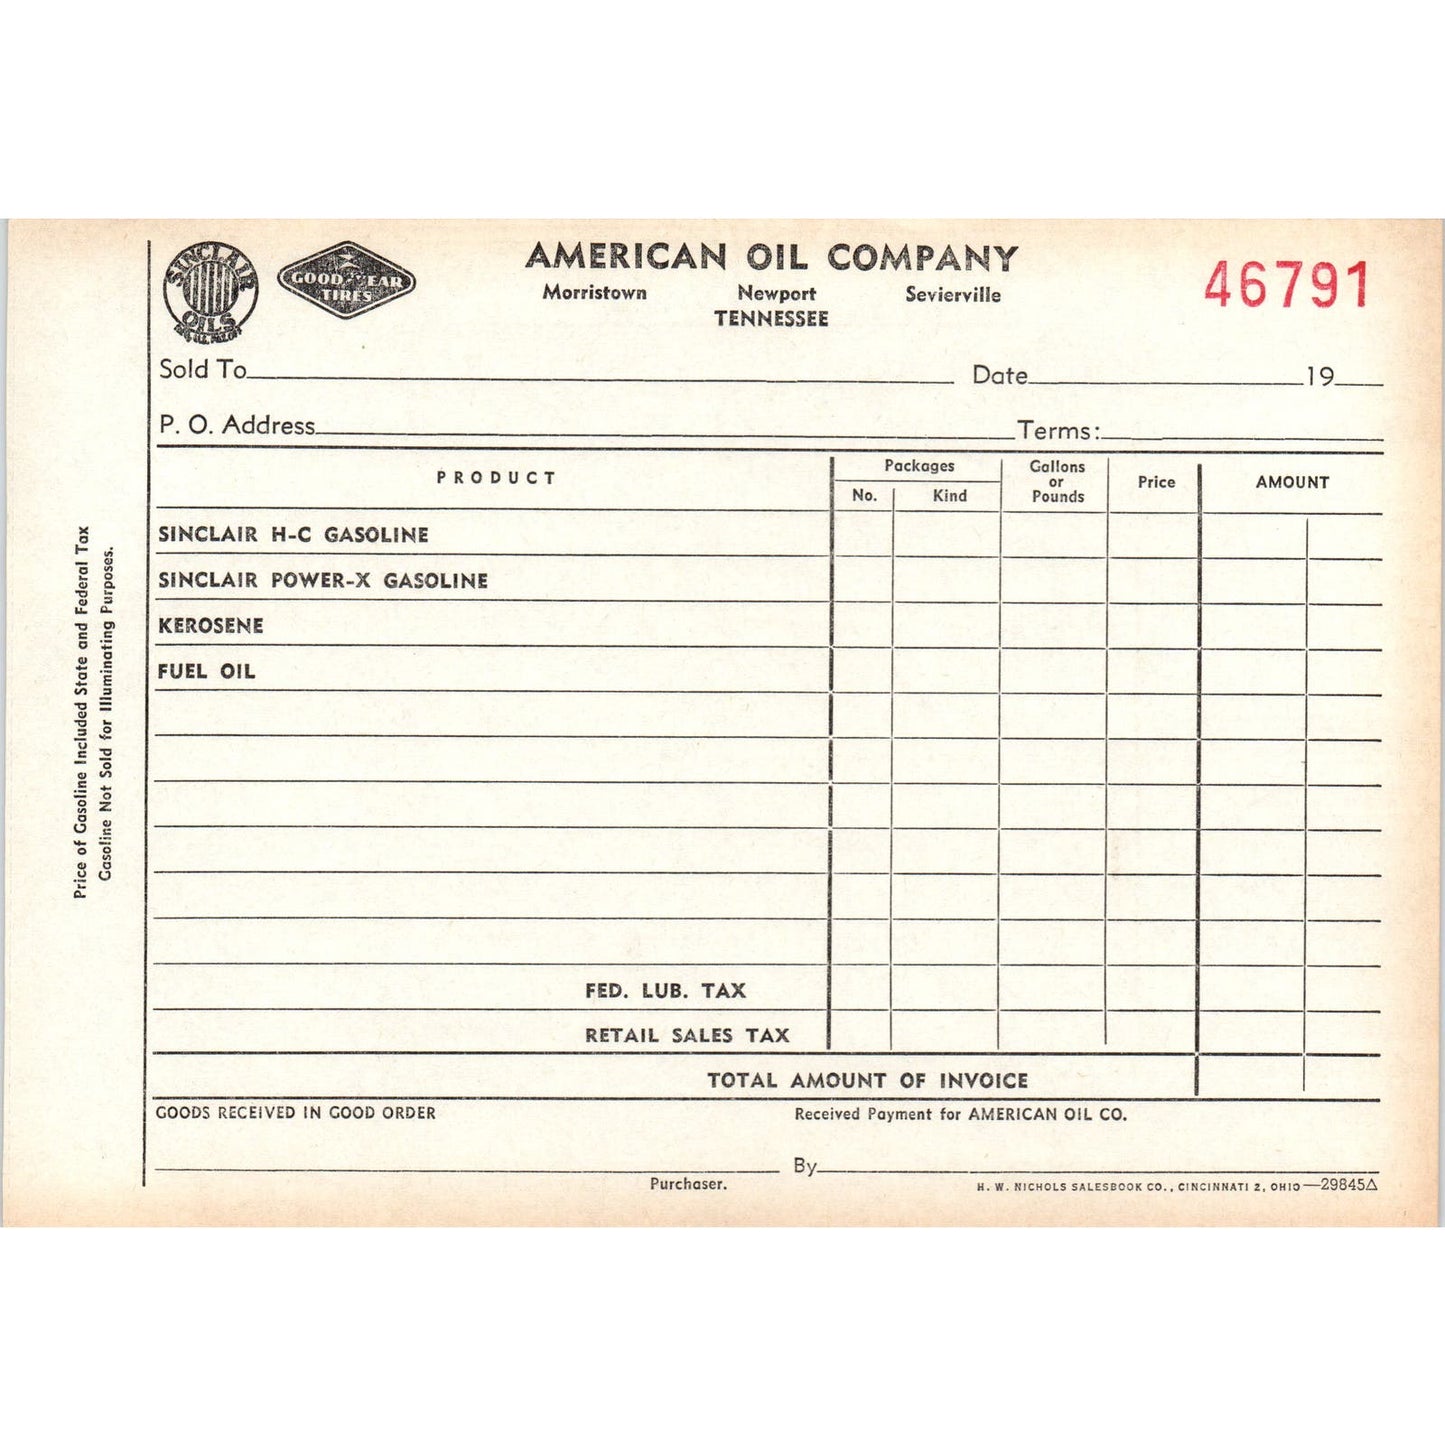 SINCLAIR
OILS
GOODYEAR
TIRES
AMERICAN OIL COMPANY
Morristown Newport Sevierville
TENNESSEE
46791
Sold To Date 19
P. O. Address Terms:
PRODUCT Packages Gallons or Pounds Price AMOUNT
No. Kind
SINCLAIR H-C GASOLINE
SINCLAIR POWER-X GASOLINE
KEROSENE
FUEL OIL
FED. LUB. TAX
RETAIL SALES TAX
TOTAL AMOUNT OF INVOICE
GOODS RECEIVED IN GOOD ORDER Received Payment for AMERICAN OIL CO.
By
Purchaser.
H. W. NICHOLS SALESBOOK CO., CINCINNATI 2, OHIO—29845△
Price of Gasoline Included State and Federal Tax
Gasoline Not Sold for Illuminating Purposes.